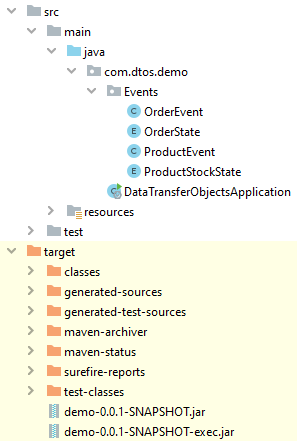 src
main
java
com.dtos.demo
Events
C OrderEvent
E OrderState
C ProductEvent
E ProductStockState
C DataTransferObjectsApplication
resources
test
target
classes
generated-sources
generated-test-sources
maven-archiver
maven-status
surefire-reports
test-classes
demo-0.0.1-SNAPSHOT.jar
demo-0.0.1-SNAPSHOT-exec.jar